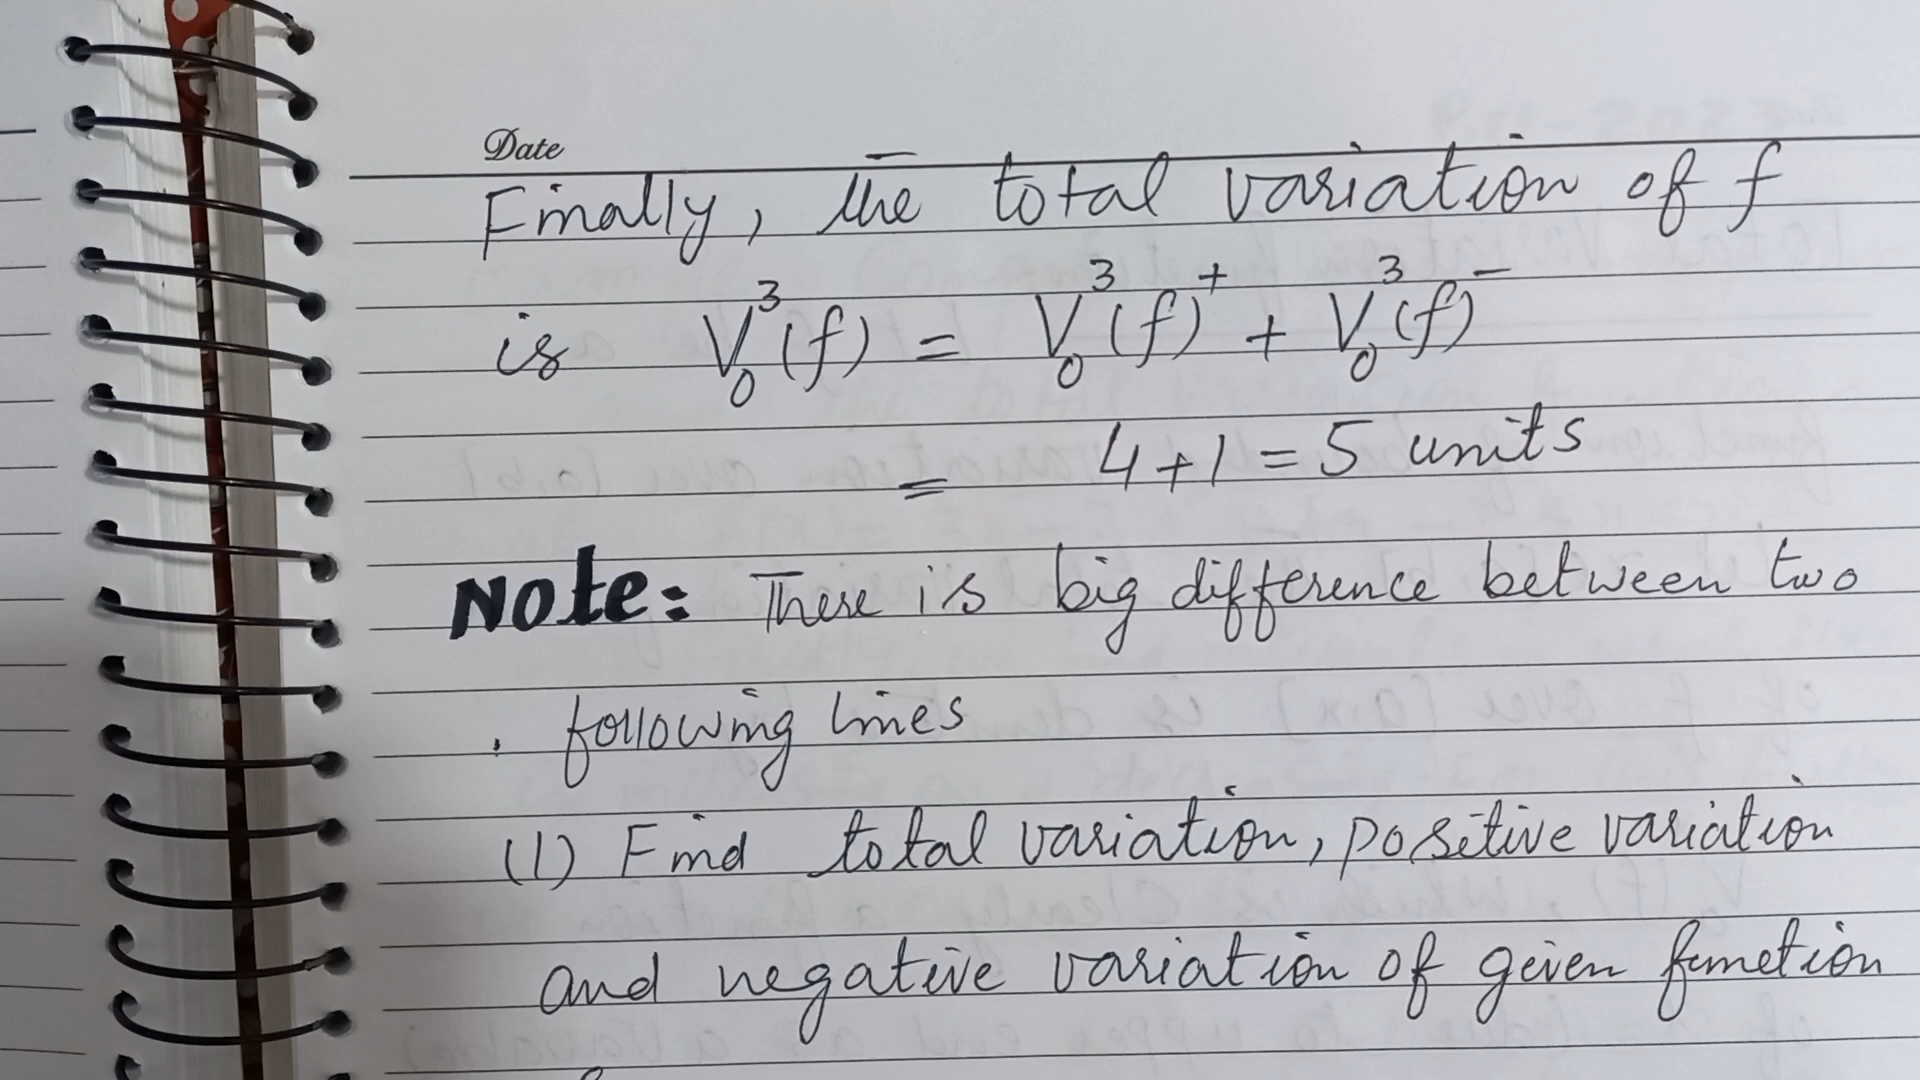 Date
Finally, the total variation of f
is V₀³(f) = V₀³(f)⁺ + V₀³(f)⁻
= 4+1 = 5 units
Note: There is big difference between two
following lines
(1) Find total variation, positive variation
and negative variation of given function